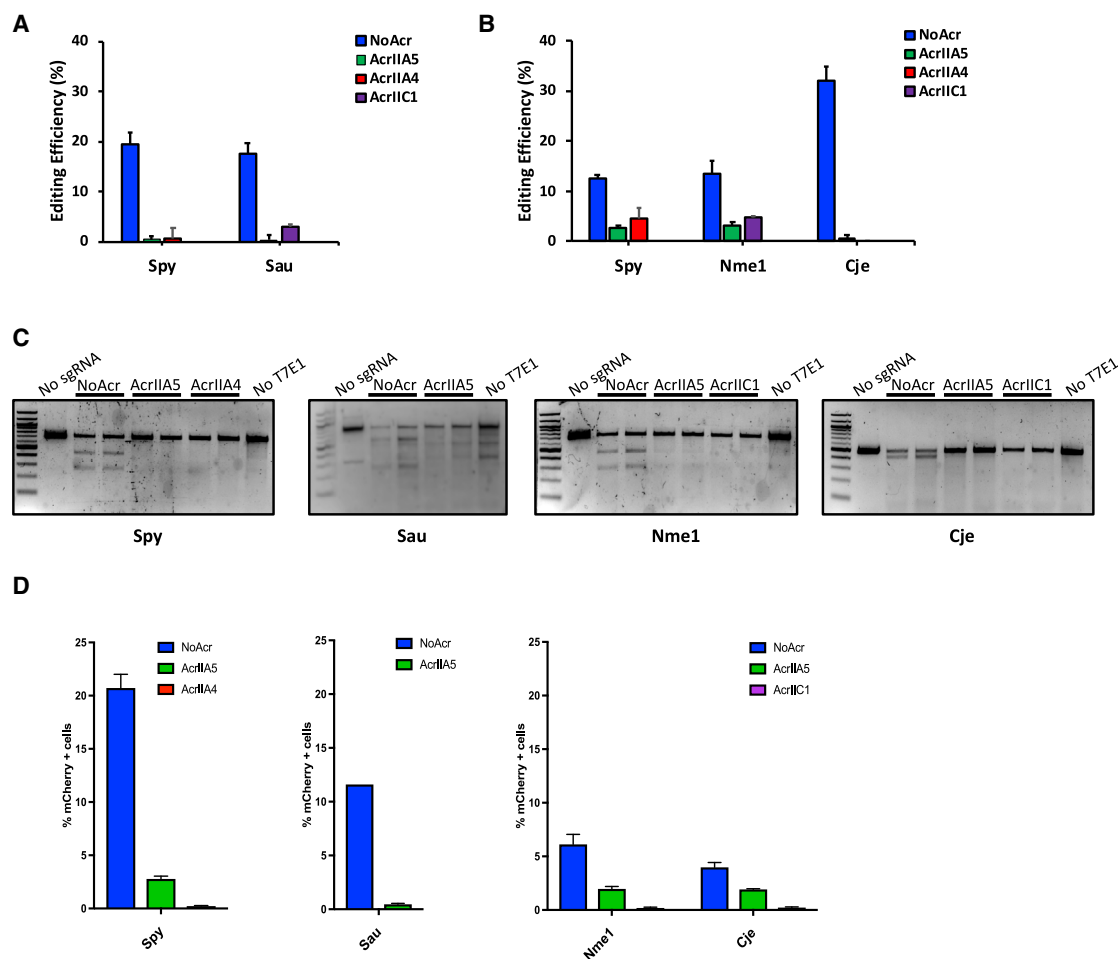 A
Editing Efficiency (%)
40
30
20
10
0
NoAcr
AcrIIA5
AcrIIA4
AcrIIC1
Spy
Sau
B
Editing Efficiency (%)
40
30
20
10
0
NoAcr
AcrIIA5
AcrIIA4
AcrIIC1
Spy
Nme1
Cje
C
No sgRNA
NoAcr
AcrIIA5
AcrIIA4
No T7E1
Spy
No sgRNA
NoAcr
AcrIIA5
No T7E1
Sau
No sgRNA
NoAcr
AcrIIA5
AcrIIC1
No T7E1
Nme1
No sgRNA
NoAcr
AcrIIA5
AcrIIC1
No T7E1
Cje
D
% mCherry + cells
25
20
15
10
5
0
NoAcr
AcrIIA5
AcrIIA4
Spy
% mCherry + cells
25
20
15
10
5
0
NoAcr
AcrIIA5
Sau
% mCherry + cells
25
20
15
10
5
0
NoAcr
AcrIIA5
AcrIIC1
Nme1
Cje